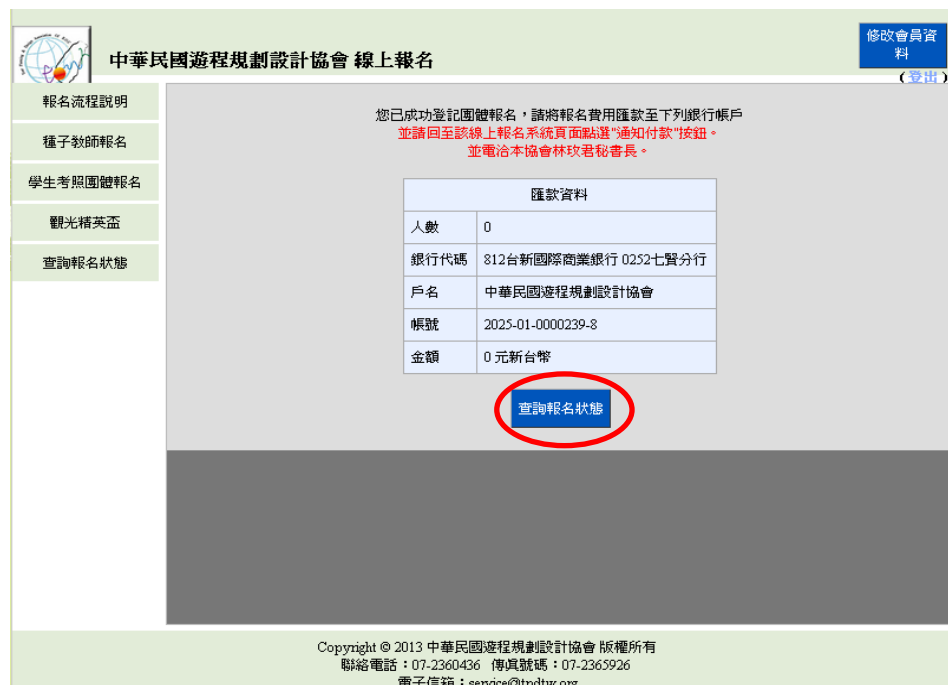 中華民國遊程規劃設計協會 線上報名
修改會員資
料
(登出)
報名流程說明
種子教師報名
學生考照團體報名
觀光精英盃
查詢報名狀態
您已成功登記團體報名，請將報名費用匯款至下列銀行帳戶
並請回至該線上報名系統頁面點選"通知付款"按鈕。
並電洽本協會林玫君秘書長。
匯款資料
人數 0
銀行代碼 812台新國際商業銀行 0252七賢分行
戶名 中華民國遊程規劃設計協會
帳號 2025-01-0000239-8
金額 0 元新台幣
查詢報名狀態
Copyright © 2013 中華民國遊程規劃設計協會 版權所有
聯絡電話：07-2360436 傳真號碼：07-2365926
電子信箱：service@tpdtw.org